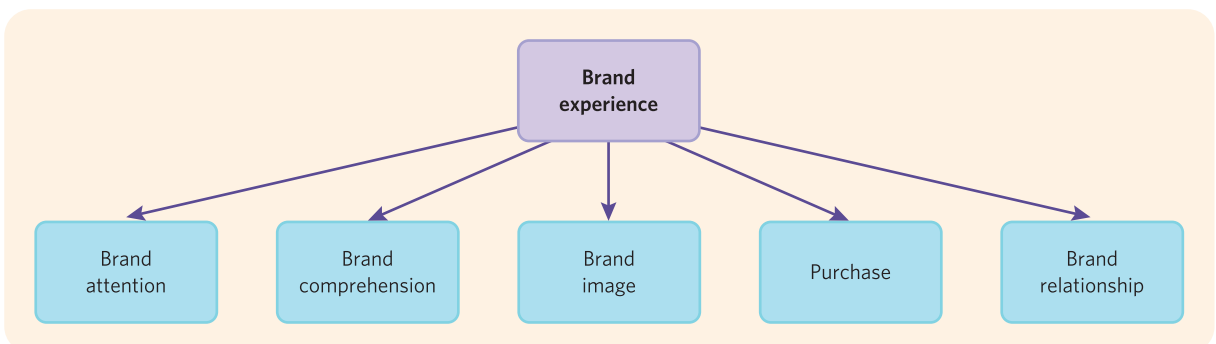 Brand
experience
Brand
attention
Brand
comprehension
Brand
image
Purchase
Brand
relationship